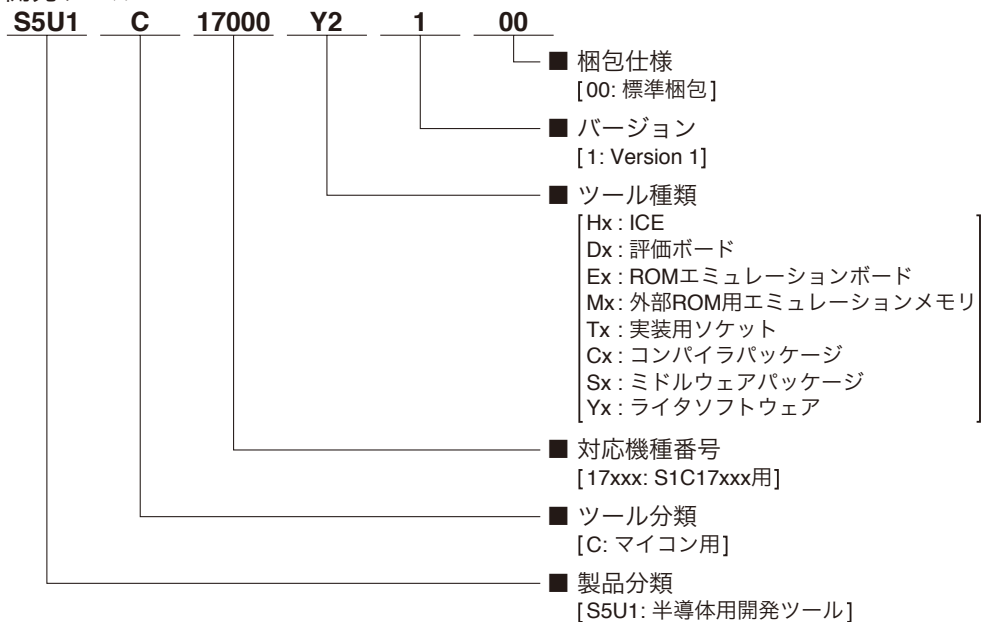 S5U1 C 17000 Y2 1 00
■ 梱包仕様
[00: 標準梱包]
■ バージョン
[1: Version 1]
■ ツール種類
Hx : ICE
Dx : 評価ボード
Ex : ROMエミュレーションボード
Mx : 外部ROM用エミュレーションメモリ
Tx : 実装用ソケット
Cx : コンパイラパッケージ
Sx : ミドルウェアパッケージ
Yx : ライタソフトウェア
■ 対応機種番号
[17xxx: S1C17xxx用]
■ ツール分類
[C: マイコン用]
■ 製品分類
[S5U1: 半導体用開発ツール]